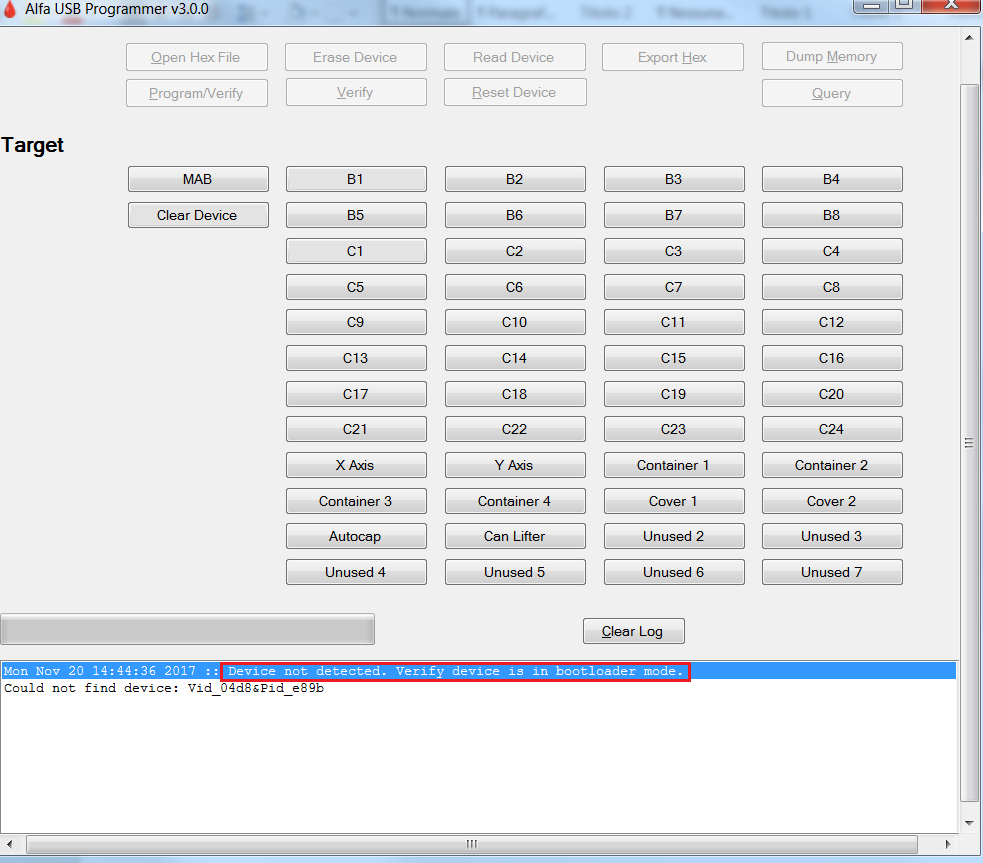 Alfa USB Programmer v3.0.0
Open Hex File Erase Device Read Device Export Hex Dump Memory
Program/Verify Verify Reset Device Query
Target
MAB B1 B2 B3 B4
Clear Device B5 B6 B7 B8
C1 C2 C3 C4
C5 C6 C7 C8
C9 C10 C11 C12
C13 C14 C15 C16
C17 C18 C19 C20
C21 C22 C23 C24
X Axis Y Axis Container 1 Container 2
Container 3 Container 4 Cover 1 Cover 2
Autocap Can Lifter Unused 2 Unused 3
Unused 4 Unused 5 Unused 6 Unused 7
Clear Log
Mon Nov 20 14:44:36 2017 :: Device not detected. Verify device is in bootloader mode.
Could not find device: Vid_04d8&Pid_e89b